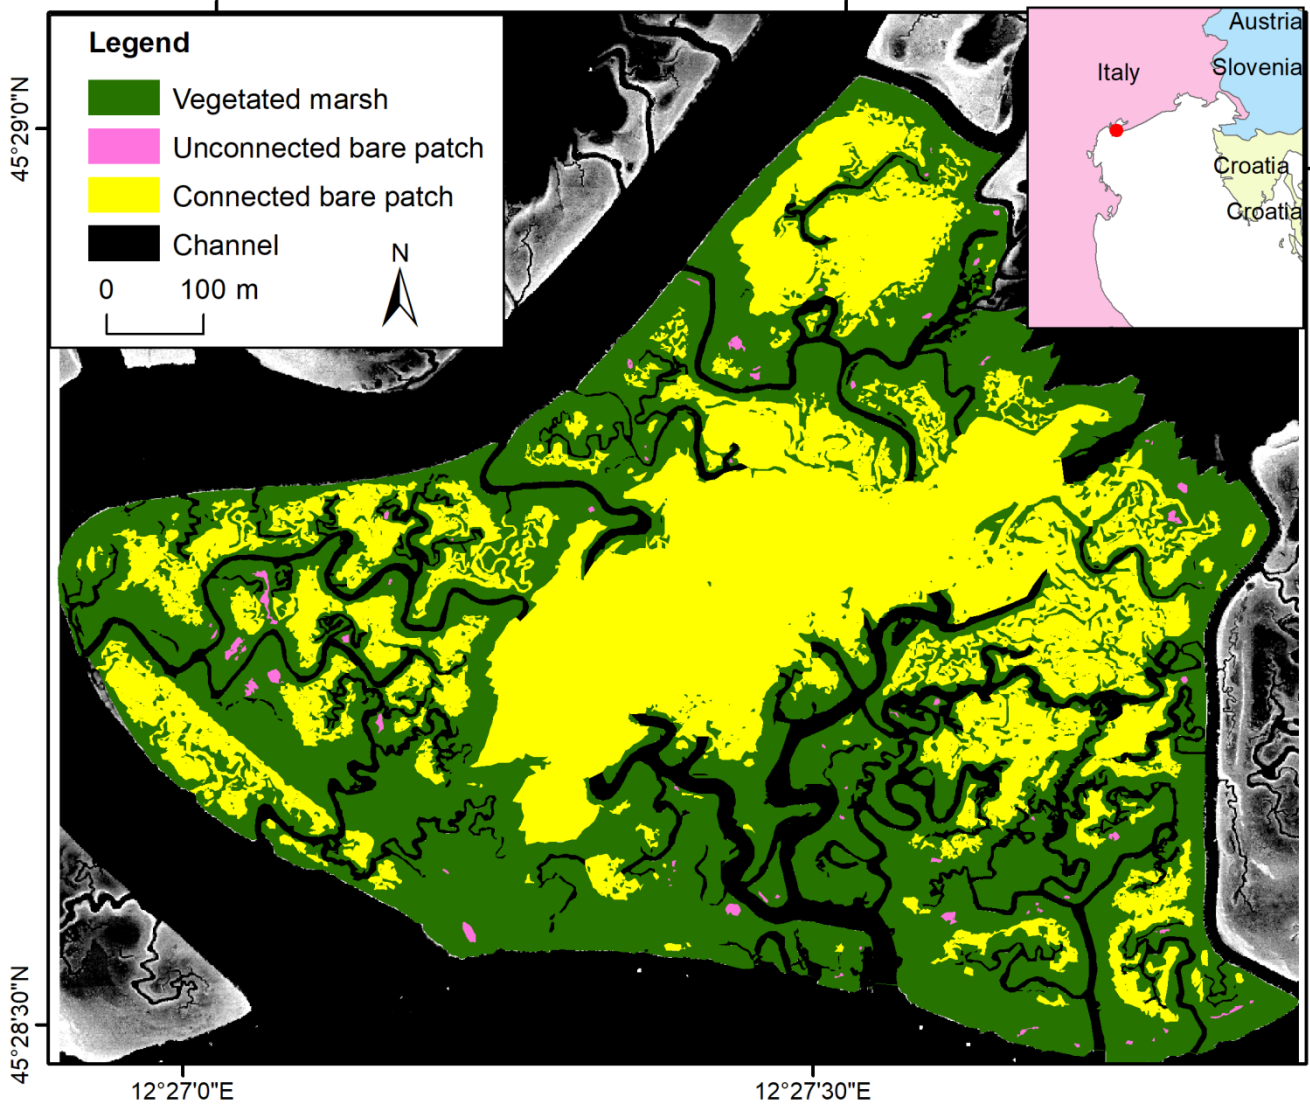 Legend
Vegetated marsh
Unconnected bare patch
Connected bare patch
Channel
0 100 m
N
Austria
Italy
Slovenia
Croatia
Croatia
45°29'0"N
45°28'30"N
12°27'0"E
12°27'30"E